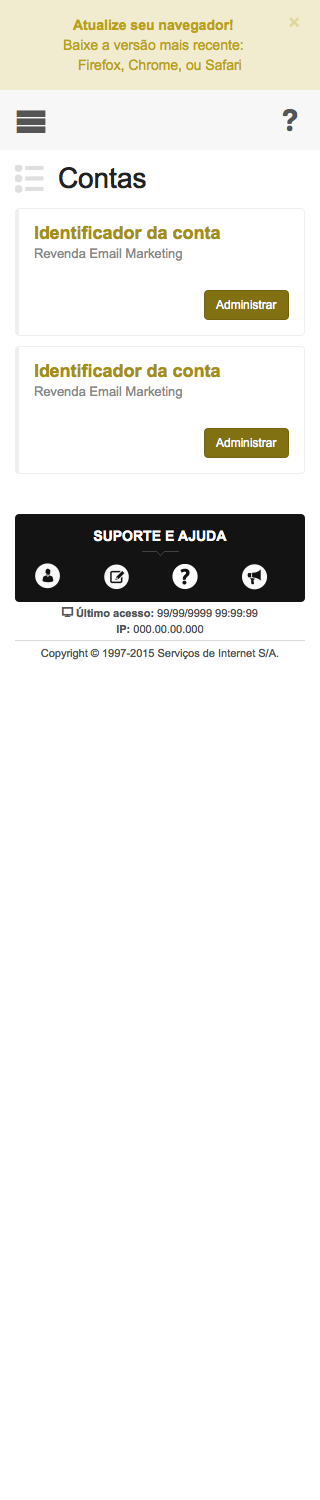 Atualize seu navegador!
×
Baixe a versão mais recente:
Firefox, Chrome, ou Safari
?
Contas
Identificador da conta
Revenda Email Marketing
Administrar
Identificador da conta
Revenda Email Marketing
Administrar
SUPORTE E AJUDA
?
Último acesso: 99/99/9999 99:99:99
IP: 000.00.00.000
Copyright © 1997-2015 Serviços de Internet S/A.